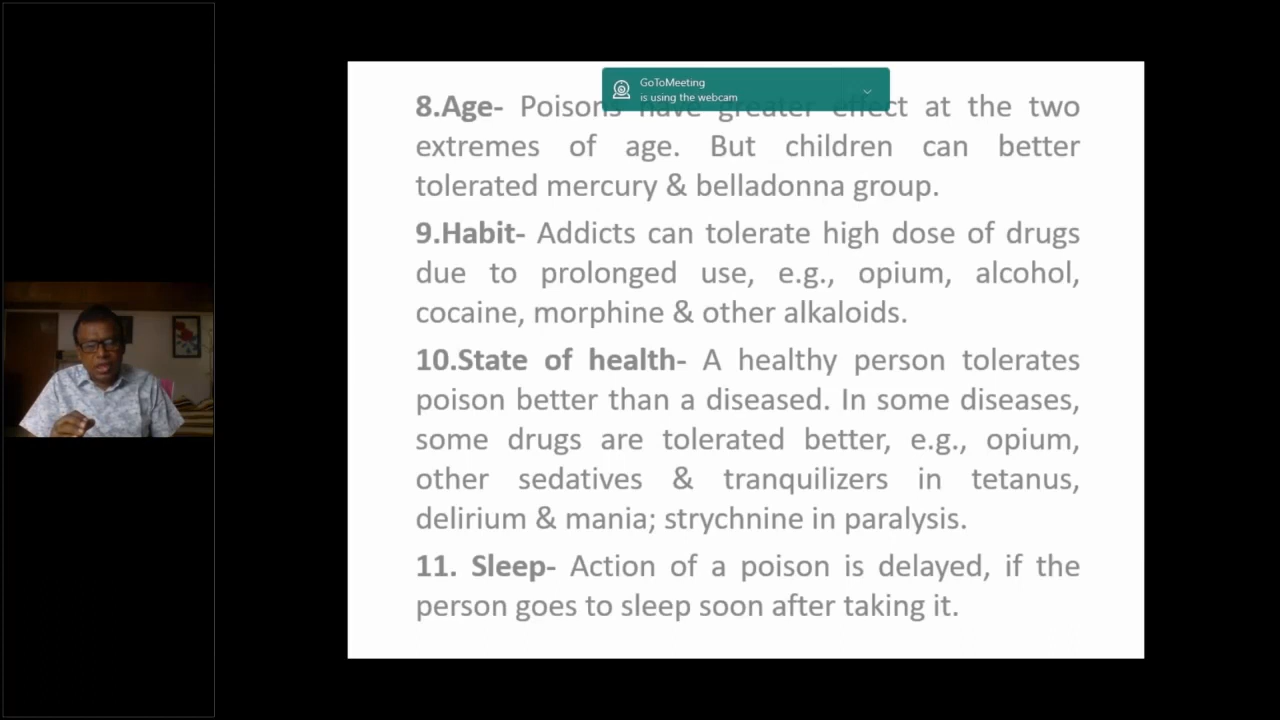 GoToMeeting
is using the webcam
8.Age- Poisons have greater effect at the two
extremes of age. But children can better
tolerated mercury & belladonna group.
9.Habit- Addicts can tolerate high dose of drugs
due to prolonged use, e.g., opium, alcohol,
cocaine, morphine & other alkaloids.
10.State of health- A healthy person tolerates
poison better than a diseased. In some diseases,
some drugs are tolerated better, e.g., opium,
other sedatives & tranquilizers in tetanus,
delirium & mania; strychnine in paralysis.
11. Sleep- Action of a poison is delayed, if the
person goes to sleep soon after taking it.